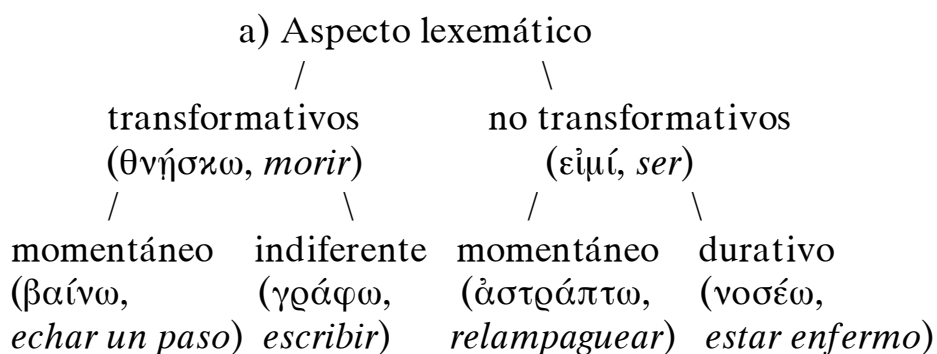 a) Aspecto lexemático
transformativos no transformativos
(θνῄσκω, morir) (εἰμί, ser)
momentáneo indiferente momentáneo durativo
(βαίνω, (γράφω, (ἀστράπτω, (νοσέω,
echar un paso) escribir) relampaguear) estar enfermo)